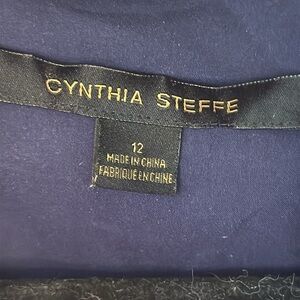 CYNTHIA STEFFE
12
MADE IN CHINA
FABRIQUÉ EN CHINE